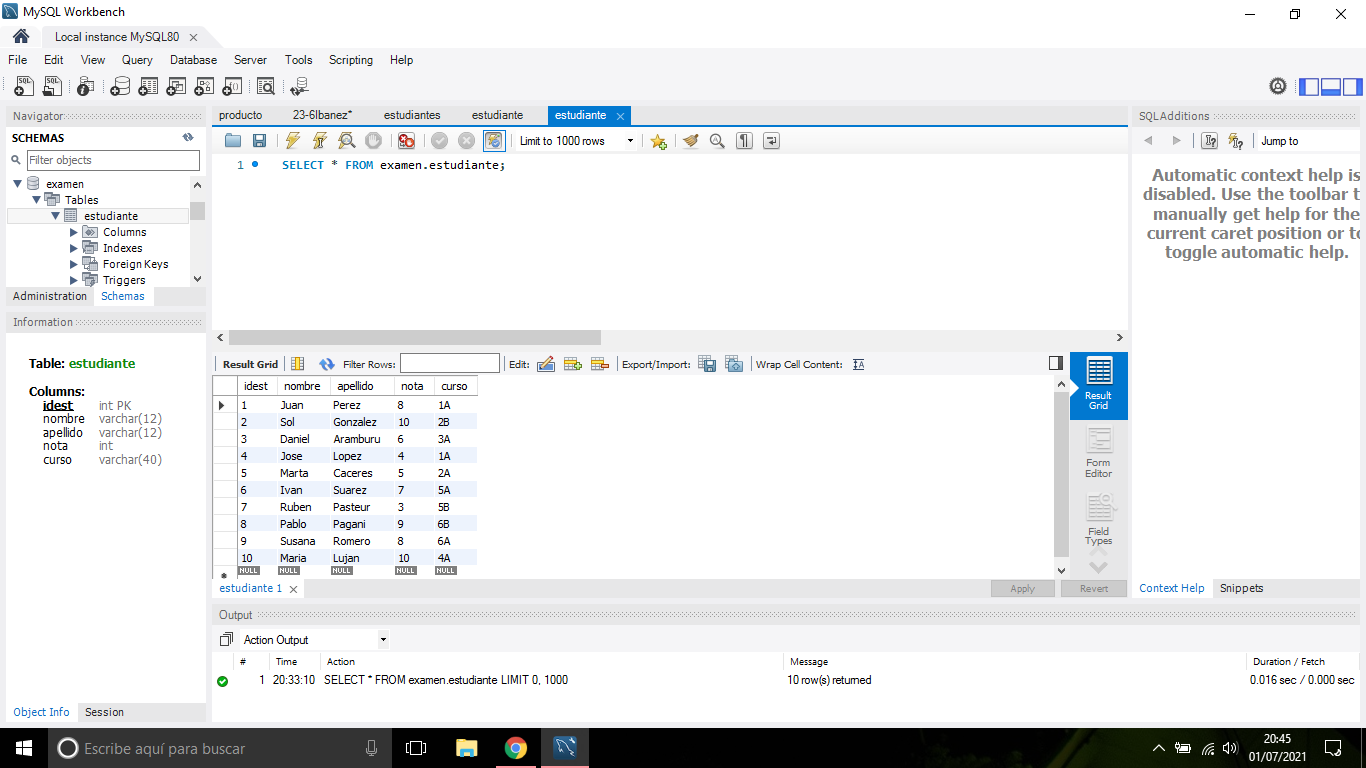 MySQL Workbench
Local instance MySQL80
File Edit View Query Database Server Tools Scripting Help
Navigator
SCHEMAS
Filter objects
examen
Tables
estudiante
Columns
Indexes
Foreign Keys
Triggers
Administration Schemas
Information
Table: estudiante
Columns:
idest int PK
nombre varchar(12)
apellido varchar(12)
nota int
curso varchar(40)
Object Info Session
producto 23-6Ibanez* estudiantes estudiante estudiante
Limit to 1000 rows
1 SELECT * FROM examen.estudiante;
Result Grid Filter Rows: Edit: Export/Import: Wrap Cell Content:
idest nombre apellido nota curso
1 Juan Perez 8 1A
2 Sol Gonzalez 10 2B
3 Daniel Aramburu 6 3A
4 Jose Lopez 4 1A
5 Marta Caceres 5 2A
6 Ivan Suarez 7 5A
7 Ruben Pasteur 3 5B
8 Pablo Pagani 9 6B
9 Susana Romero 8 6A
10 Maria Lujan 10 4A
NULL NULL NULL NULL NULL
Result
Grid
Form
Editor
Field
Types
estudiante 1
Apply Revert
SQLAdditions
Jump to
Automatic context help is
disabled. Use the toolbar t
manually get help for the
current caret position or to
toggle automatic help.
Context Help Snippets
Output
Action Output
# Time Action Message Duration / Fetch
1 20:33:10 SELECT * FROM examen.estudiante LIMIT 0, 1000 10 row(s) returned 0.016 sec / 0.000 sec
Escribe aquí para buscar
20:45
01/07/2021